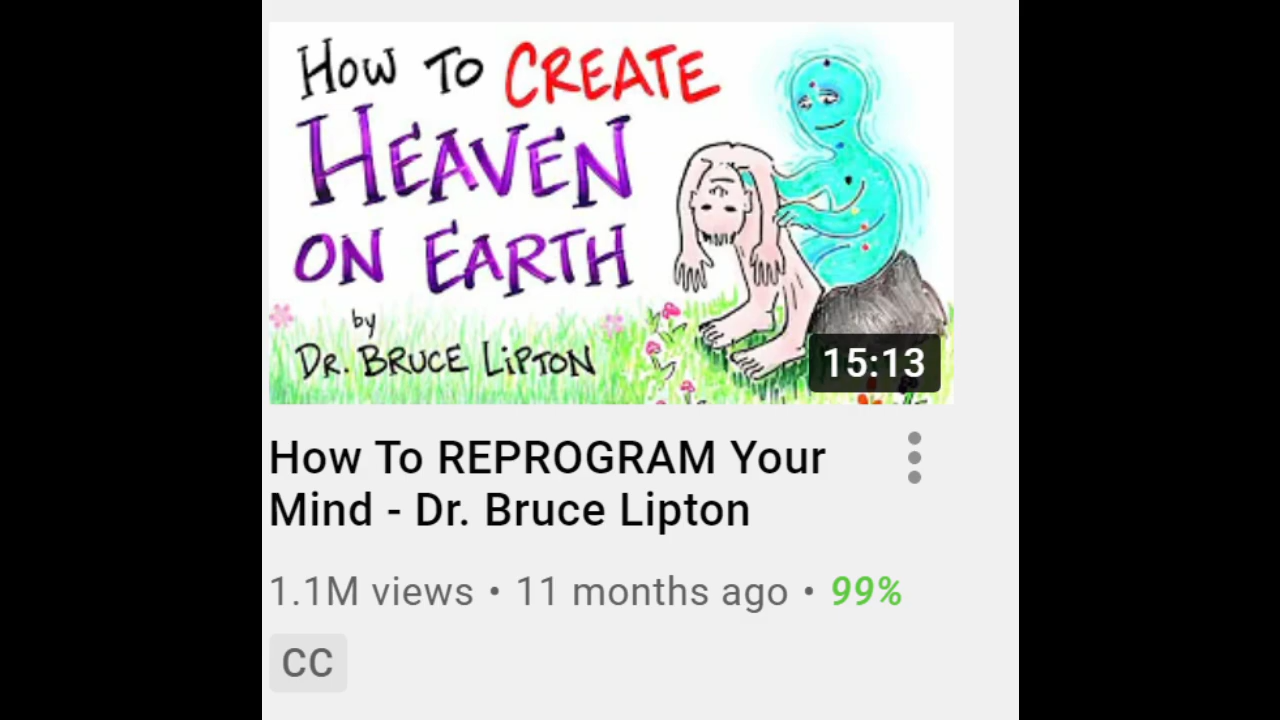 How To CREATE
HEAVEN
ON EARTH
by
DR. BRUCE LIPTON
15:13
How To REPROGRAM Your
Mind - Dr. Bruce Lipton
1.1M views • 11 months ago • 99%
CC